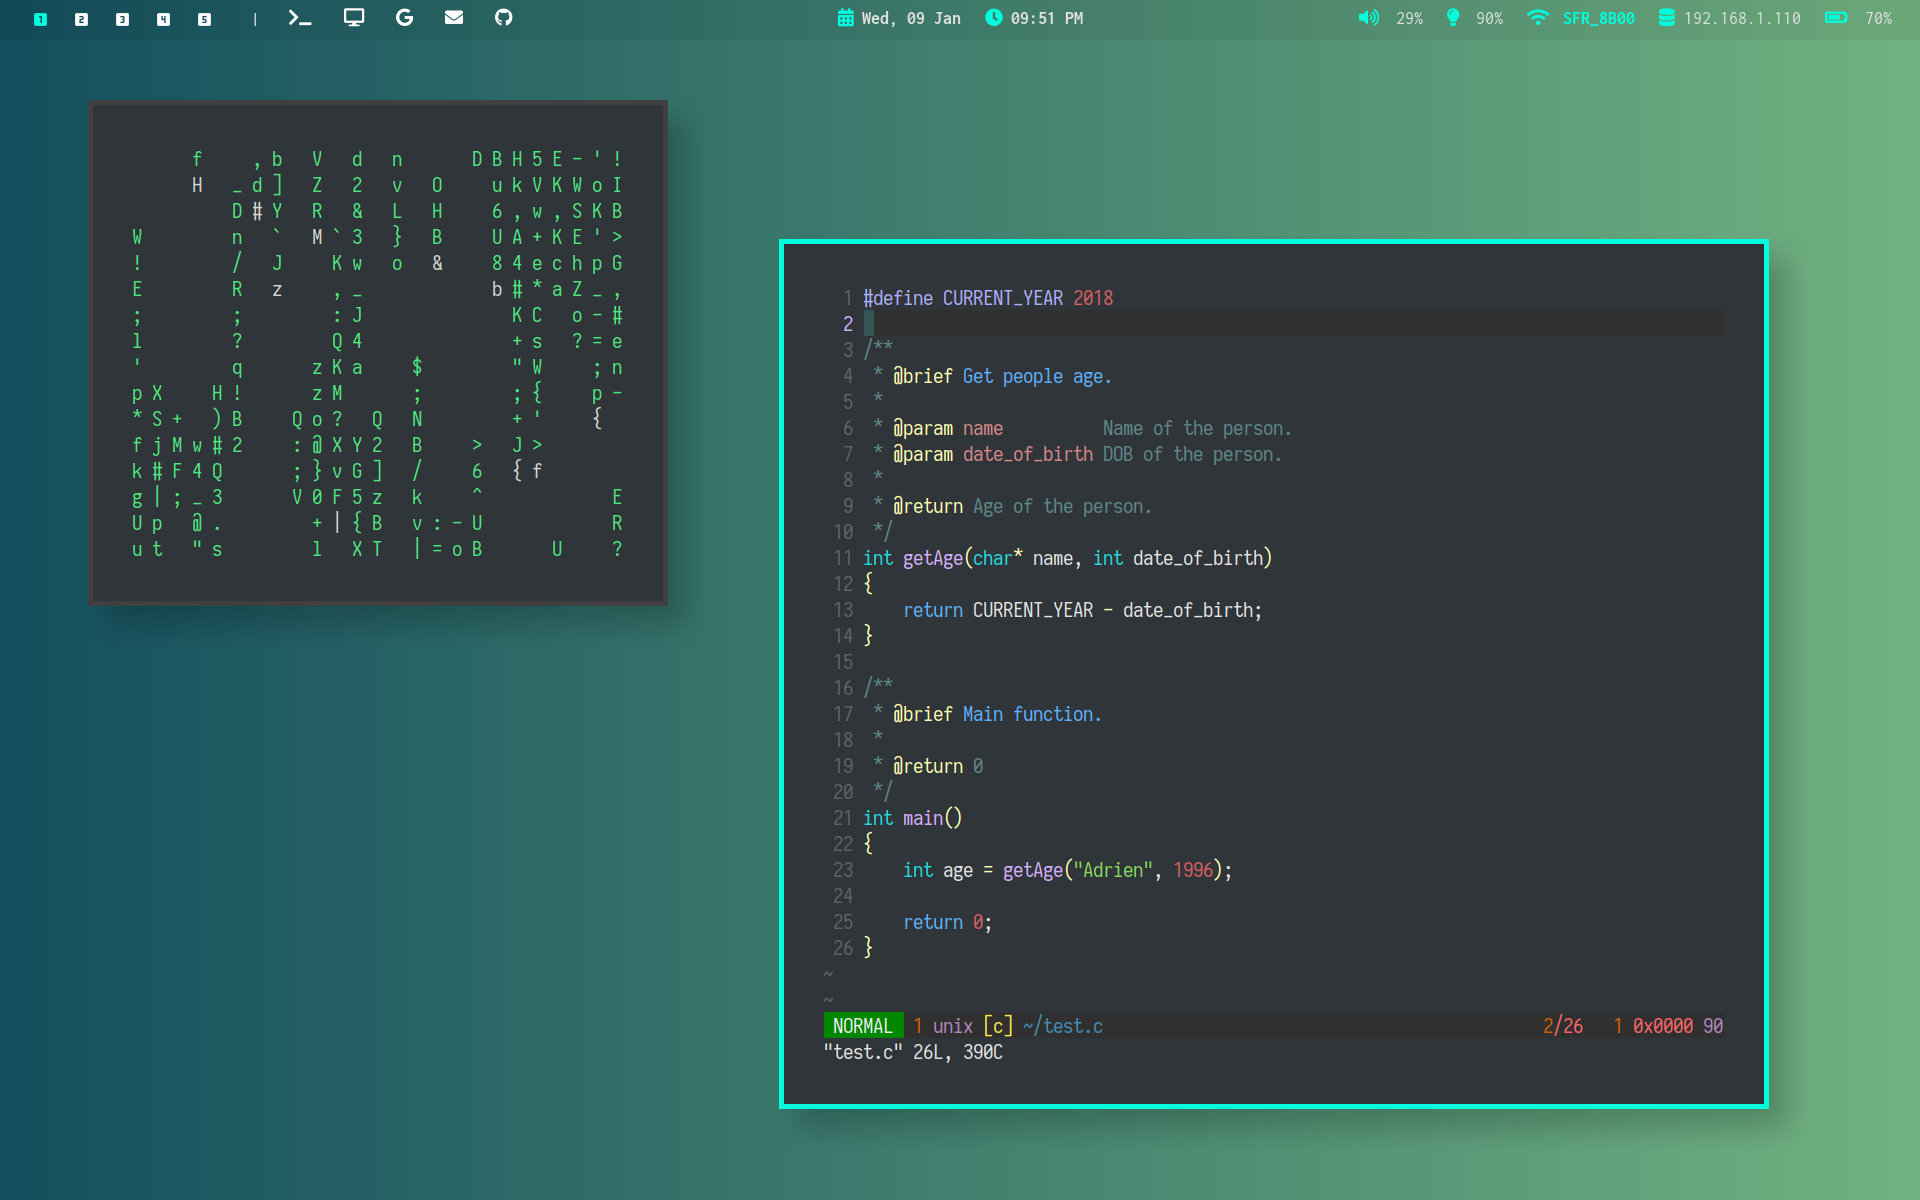 1 2 3 4 5 | Wed, 09 Jan 09:51 PM 29% 90% SFR_8B00 192.168.1.110 70%
f , b V d n D B H 5 E - ' !
H _ d ] Z 2 v O u k V K W o I
D # Y R & L H 6 , w , S K B
W n ` M ` 3 } B U A + K E ' >
! / J K w o & 8 4 e c h p G
E R z , _ b # * a Z _ ,
; ; : J K C o - #
l ? Q 4 + s ? = e
' q z K a $ " W ; n
p X H ! z M ; ; { p -
* S + ) B Q o ? Q N + ' {
f j M w # 2 : @ X Y 2 B > J >
k # F 4 Q ; } v G ] / 6 { f
g | ; _ 3 V 0 F 5 z k ^ E
U p @ . + | { B v : - U R
u t " s l X T | = o B U ?
1 #define CURRENT_YEAR 2018
2
3 /**
4  * @brief Get people age.
5  *
6  * @param name          Name of the person.
7  * @param date_of_birth DOB of the person.
8  *
9  * @return Age of the person.
10  */
11 int getAge(char* name, int date_of_birth)
12 {
13     return CURRENT_YEAR - date_of_birth;
14 }
15
16 /**
17  * @brief Main function.
18  *
19  * @return 0
20  */
21 int main()
22 {
23     int age = getAge("Adrien", 1996);
24
25     return 0;
26 }
~
~
NORMAL 1 unix [c] ~/test.c 2/26 1 0x0000 90
"test.c" 26L, 390C